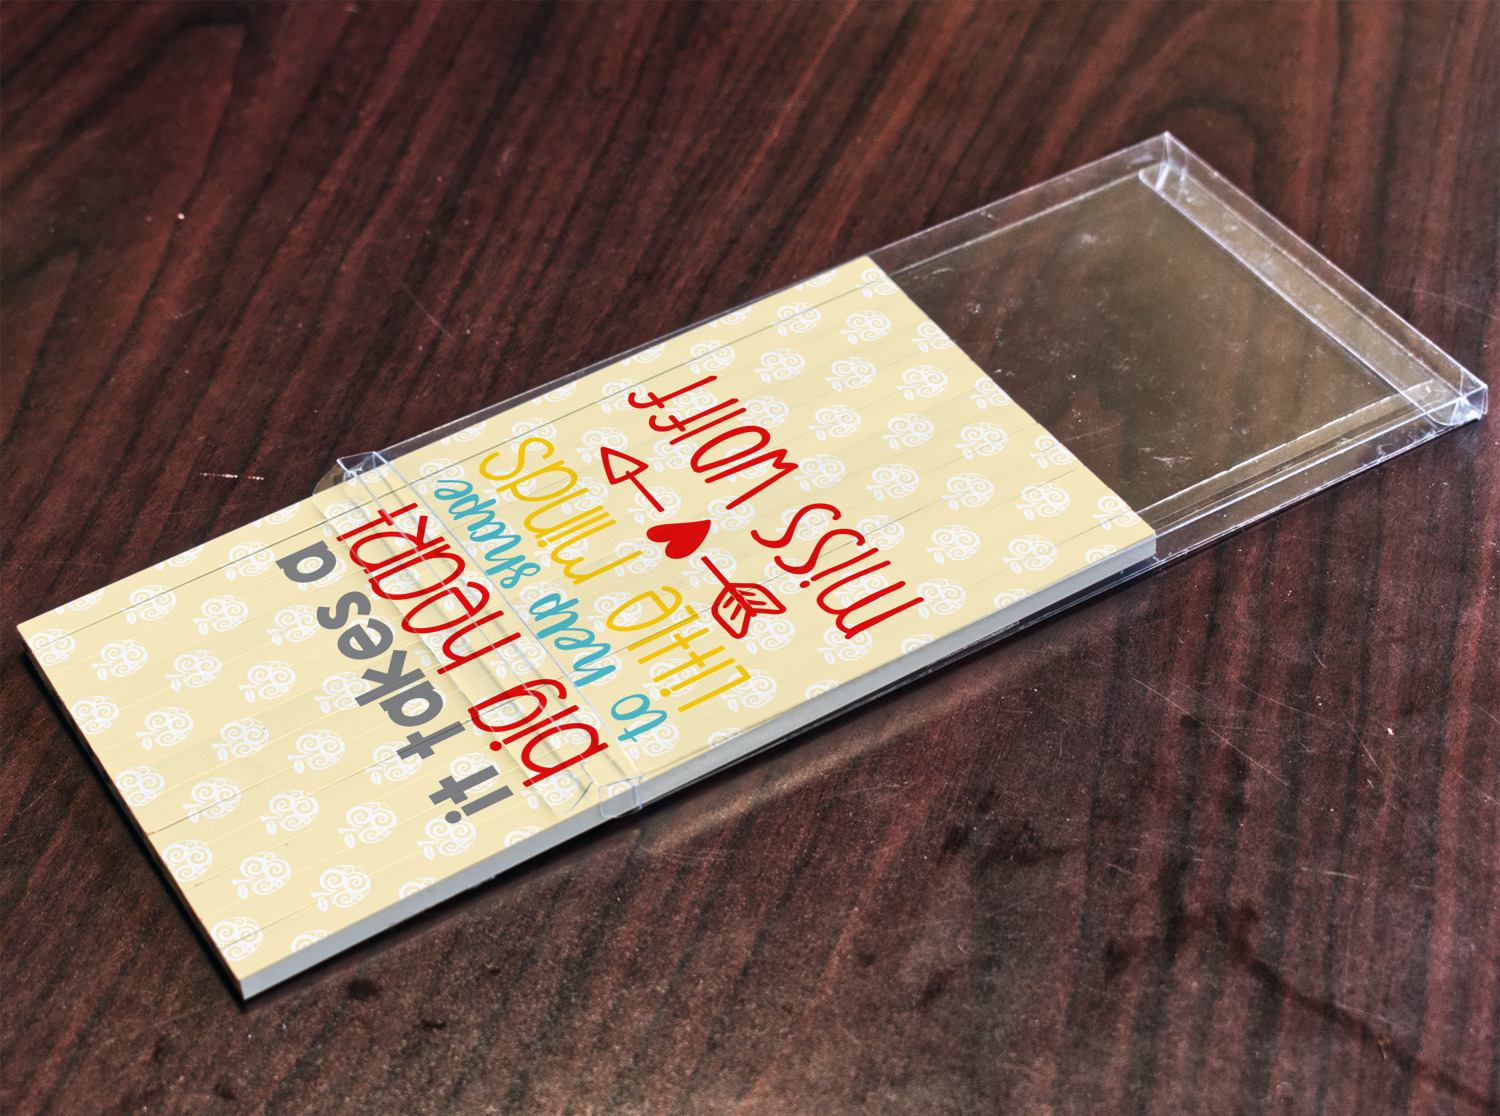 it takes a
big heart
to help shape
little minds
miss wolff